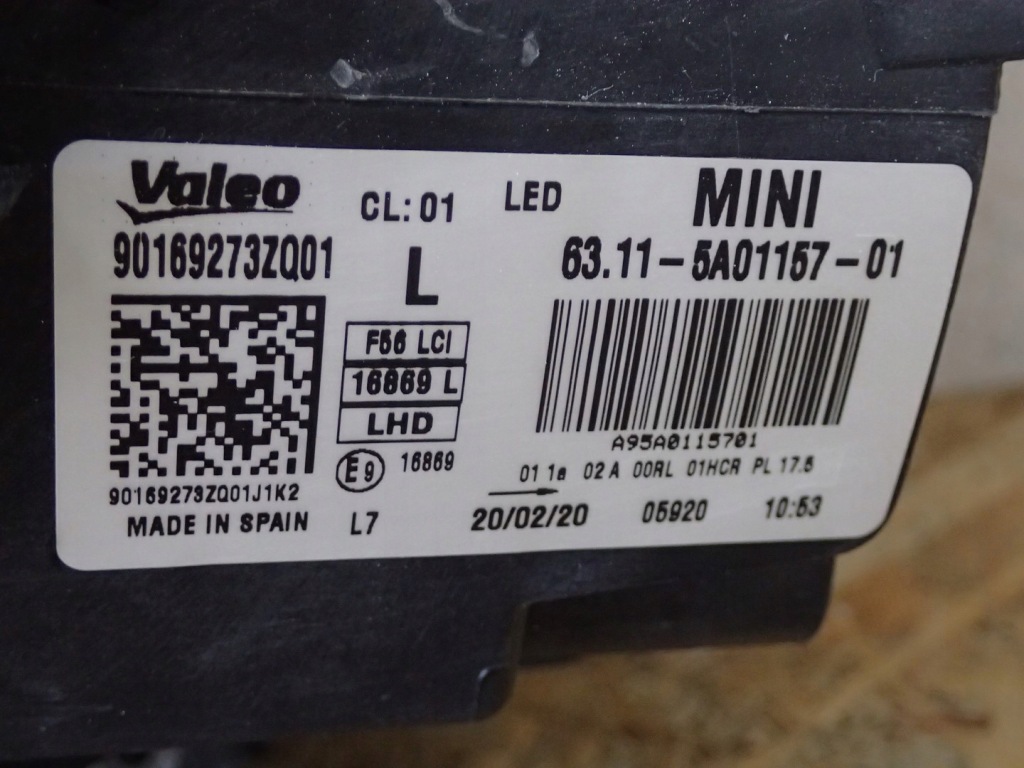 Valeo
CL: 01
LED
MINI
90169273ZQ01
L
63.11-5A01157-01
F56 LCI
16869 L
LHD
A95A0115701
E9
16869
01 1a 02A 00RL 01HCR PL 17.5
90169273ZQ01J1K2
MADE IN SPAIN
L7
20/02/20
05920
10:53